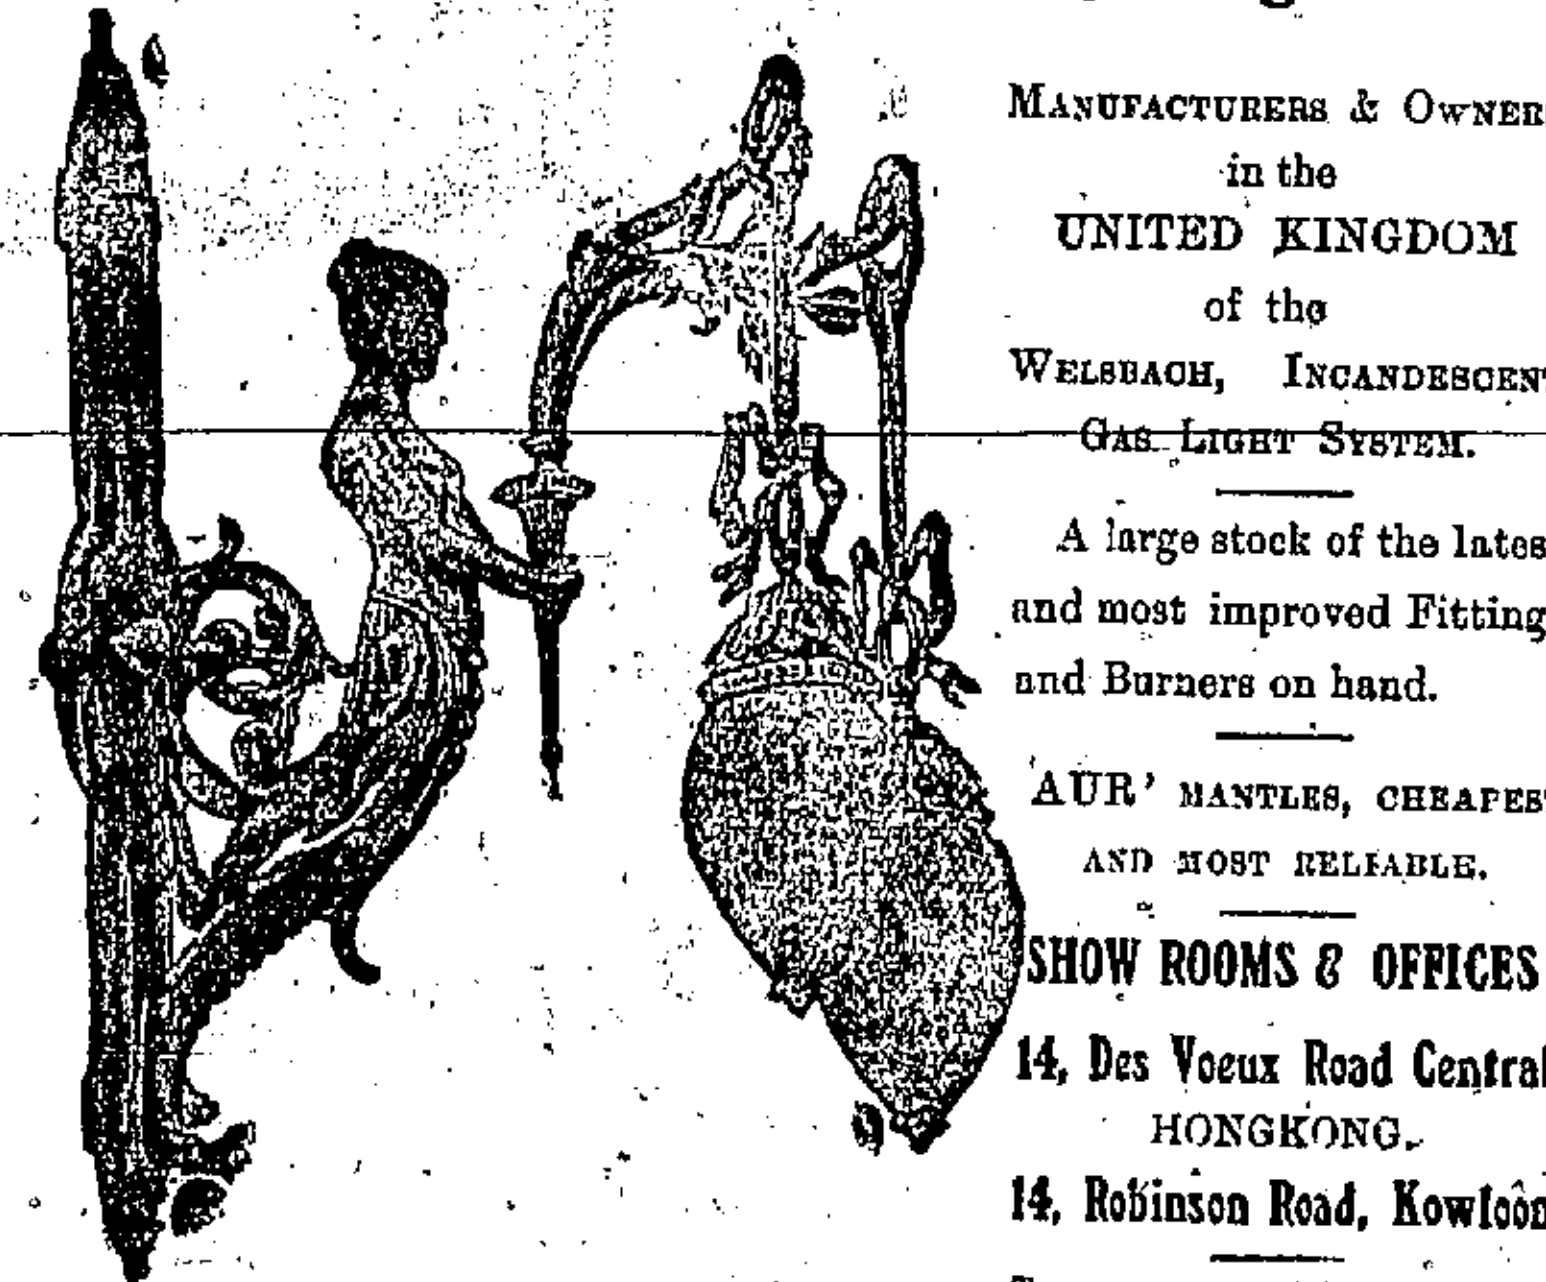 MANUFACTURERS & OWNERS
in the
UNITED KINGDOM
of the
WELSBACH, INCANDESCENT
GAS LIGHT SYSTEM.
A large stock of the lates
and most improved Fitting
and Burners on hand.
'AUR' MANTLES, CHEAPEST
AND MOST RELIABLE.
SHOW ROOMS & OFFICES
14, Des Voeux Road Central
HONGKONG.
14, Robinson Road, Kowloon